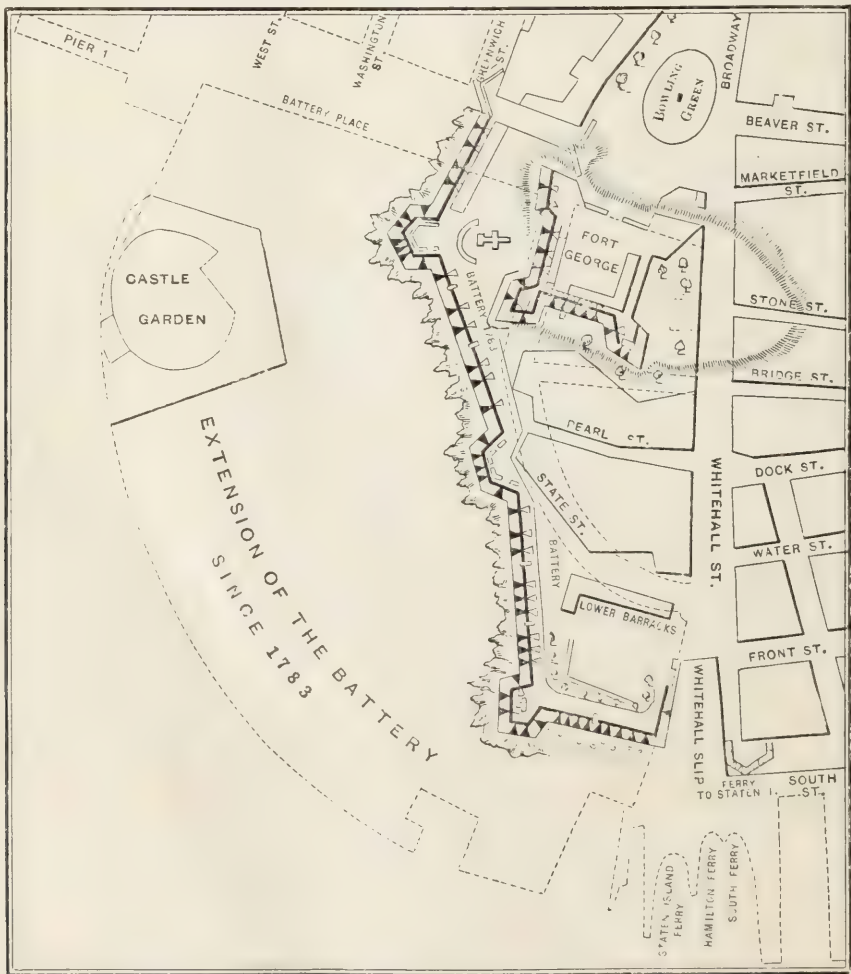 PIER 1
WEST ST.
WASHINGTON
ST.
GREENWICH
ST.
BATTERY PLACE
BOWLING
GREEN
BROADWAY
BEAVER ST.
MARKETFIELD
ST.
FORT
GEORGE
STONE ST.
BRIDGE ST.
CASTLE
GARDEN
BATTERY 1763
PEARL ST.
STATE ST.
WHITEHALL ST.
DOCK ST.
WATER ST.
BATTERY
LOWER BARRACKS
FRONT ST.
EXTENSION OF THE BATTERY
SINCE 1783
WHITEHALL SLIP
FERRY
TO STATEN I.
SOUTH
ST.
STATEN ISLAND
FERRY
HAMILTON FERRY
SOUTH FERRY